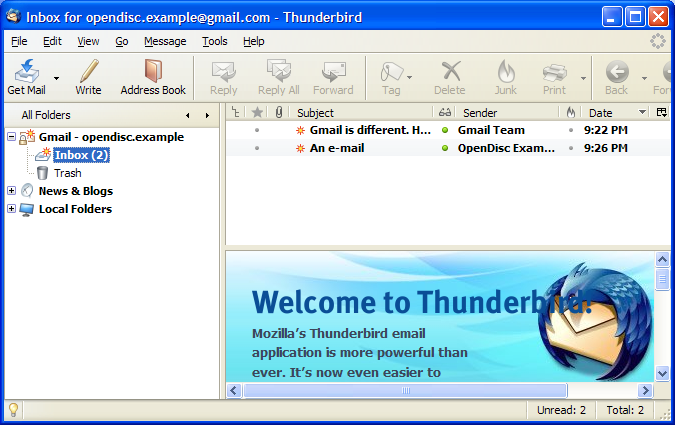 Inbox for opendisc.example@gmail.com - Thunderbird
File Edit View Go Message Tools Help
Get Mail Write Address Book Reply Reply All Forward Tag Delete Junk Print Back Forw
All Folders
Subject Sender Date
Gmail - opendisc.example
Inbox (2)
Trash
News & Blogs
Local Folders
Gmail is different. H... Gmail Team 9:22 PM
An e-mail OpenDisc Exam... 9:26 PM
Welcome to Thunderbird!
Mozilla's Thunderbird email
application is more powerful than
ever. It's now even easier to
Unread: 2 Total: 2